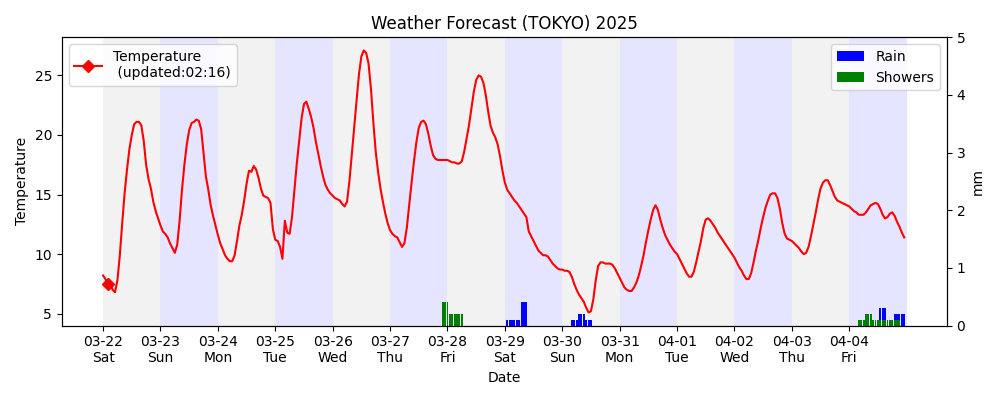 Weather Forecast (TOKYO) 2025
Temperature
(updated:02:16)
Rain
Showers
Temperature
25
20
15
10
5
5
4
3
2
1
0
mm
03-22 03-23 03-24 03-25 03-26 03-27 03-28 03-29 03-30 03-31 04-01 04-02 04-03 04-04
Sat Sun Mon Tue Wed Thu Fri Sat Sun Mon Tue Wed Thu Fri
Date